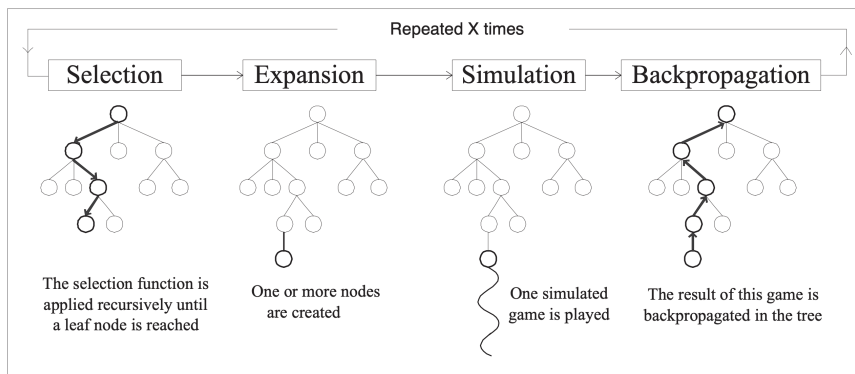 Repeated X times
Selection
Expansion
Simulation
Backpropagation
The selection function is
applied recursively until
a leaf node is reached
One or more nodes
are created
One simulated
game is played
The result of this game is
backpropagated in the tree